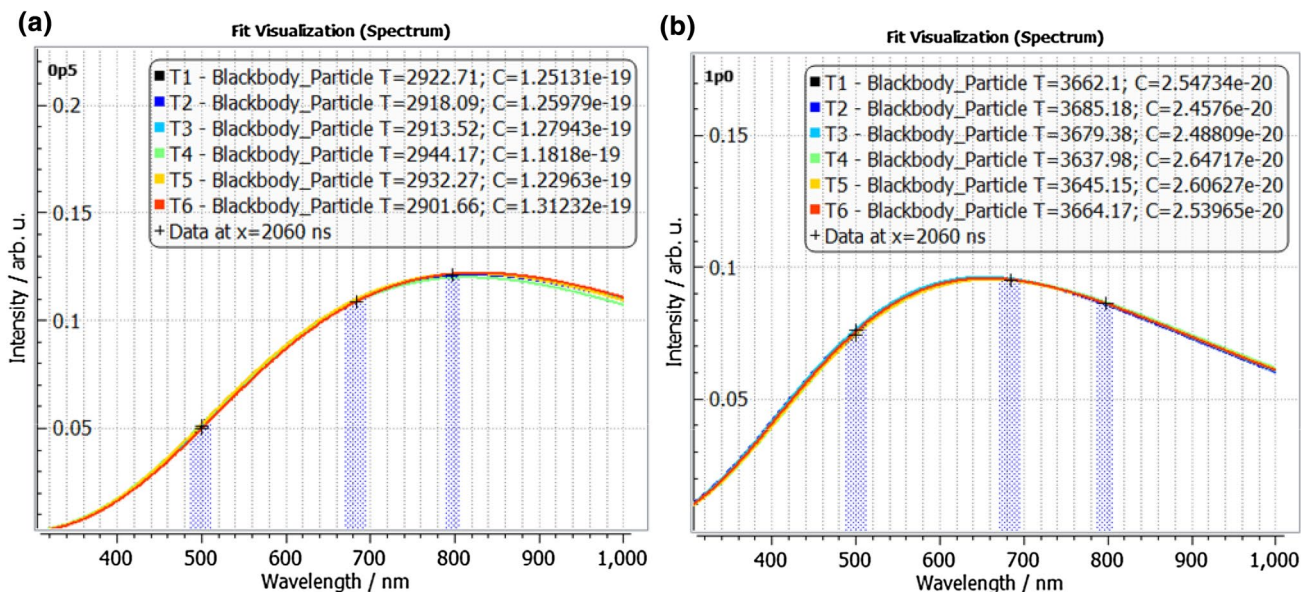 (a)
Fit Visualization (Spectrum)
0p5
T1 - Blackbody_Particle T=2922.71; C=1.25131e-19
T2 - Blackbody_Particle T=2918.09; C=1.25979e-19
T3 - Blackbody_Particle T=2913.52; C=1.27943e-19
T4 - Blackbody_Particle T=2944.17; C=1.1818e-19
T5 - Blackbody_Particle T=2932.27; C=1.22963e-19
T6 - Blackbody_Particle T=2901.66; C=1.31232e-19
+ Data at x=2060 ns
Intensity / arb. u.
0.2
0.15
0.1
0.05
400 500 600 700 800 900 1,000
Wavelength / nm
(b)
Fit Visualization (Spectrum)
1p0
T1 - Blackbody_Particle T=3662.1; C=2.54734e-20
T2 - Blackbody_Particle T=3685.18; C=2.4576e-20
T3 - Blackbody_Particle T=3679.38; C=2.48809e-20
T4 - Blackbody_Particle T=3637.98; C=2.64717e-20
T5 - Blackbody_Particle T=3645.15; C=2.60627e-20
T6 - Blackbody_Particle T=3664.17; C=2.53965e-20
+ Data at x=2060 ns
Intensity / arb. u.
0.15
0.1
0.05
400 500 600 700 800 900 1,000
Wavelength / nm